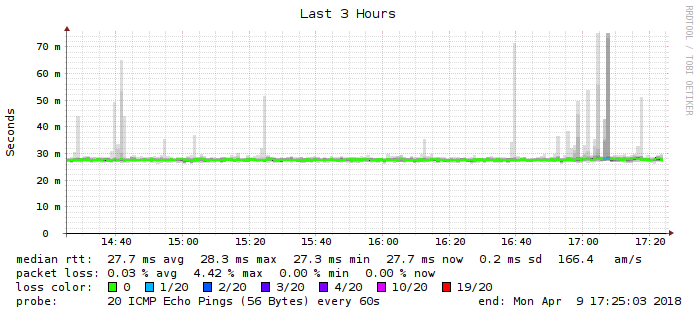 Last 3 Hours
RRDTOOL / TOBI OETIKER
Seconds
70 m
60 m
50 m
40 m
30 m
20 m
10 m
0
14:40 15:00 15:20 15:40 16:00 16:20 16:40 17:00 17:20
median rtt: 27.7 ms avg 28.3 ms max 27.3 ms min 27.7 ms now 0.2 ms sd 166.4 am/s
packet loss: 0.03 % avg 4.42 % max 0.00 % min 0.00 % now
loss color: 0 1/20 2/20 3/20 4/20 10/20 19/20
probe: 20 ICMP Echo Pings (56 Bytes) every 60s end: Mon Apr 9 17:25:03 2018